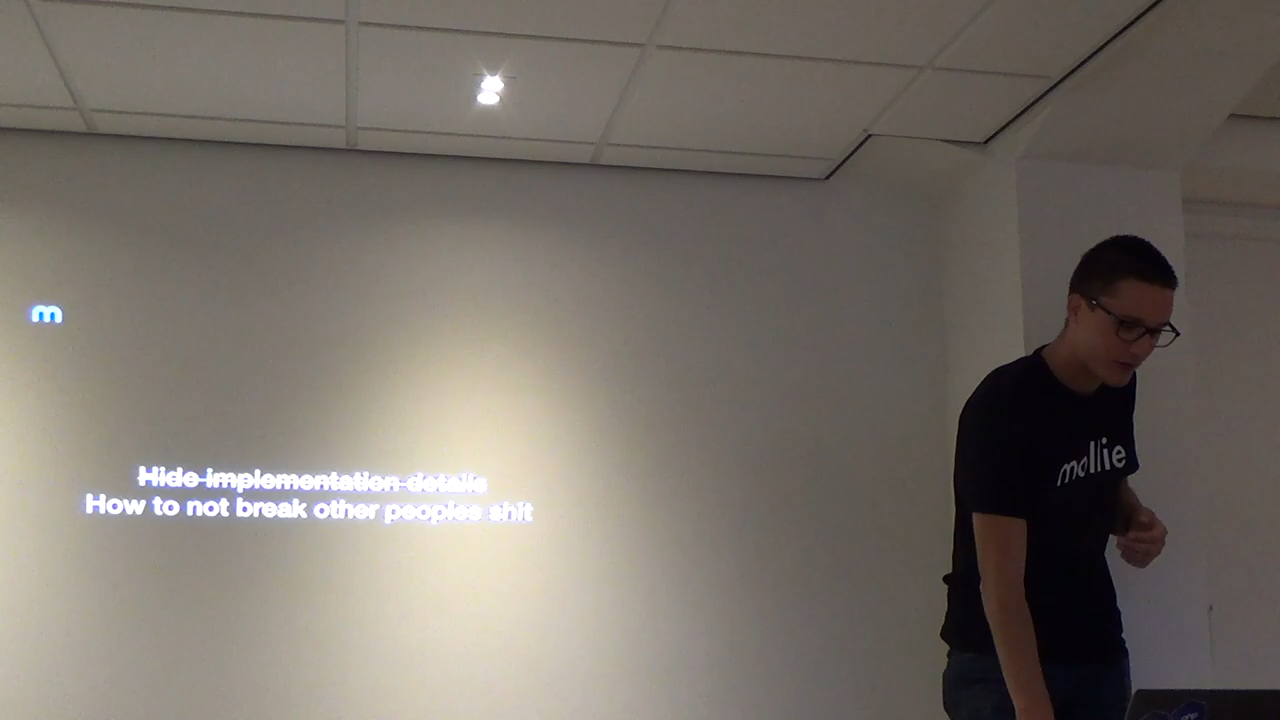 m
Hide implementation details
How to not break other peoples shit
mollie